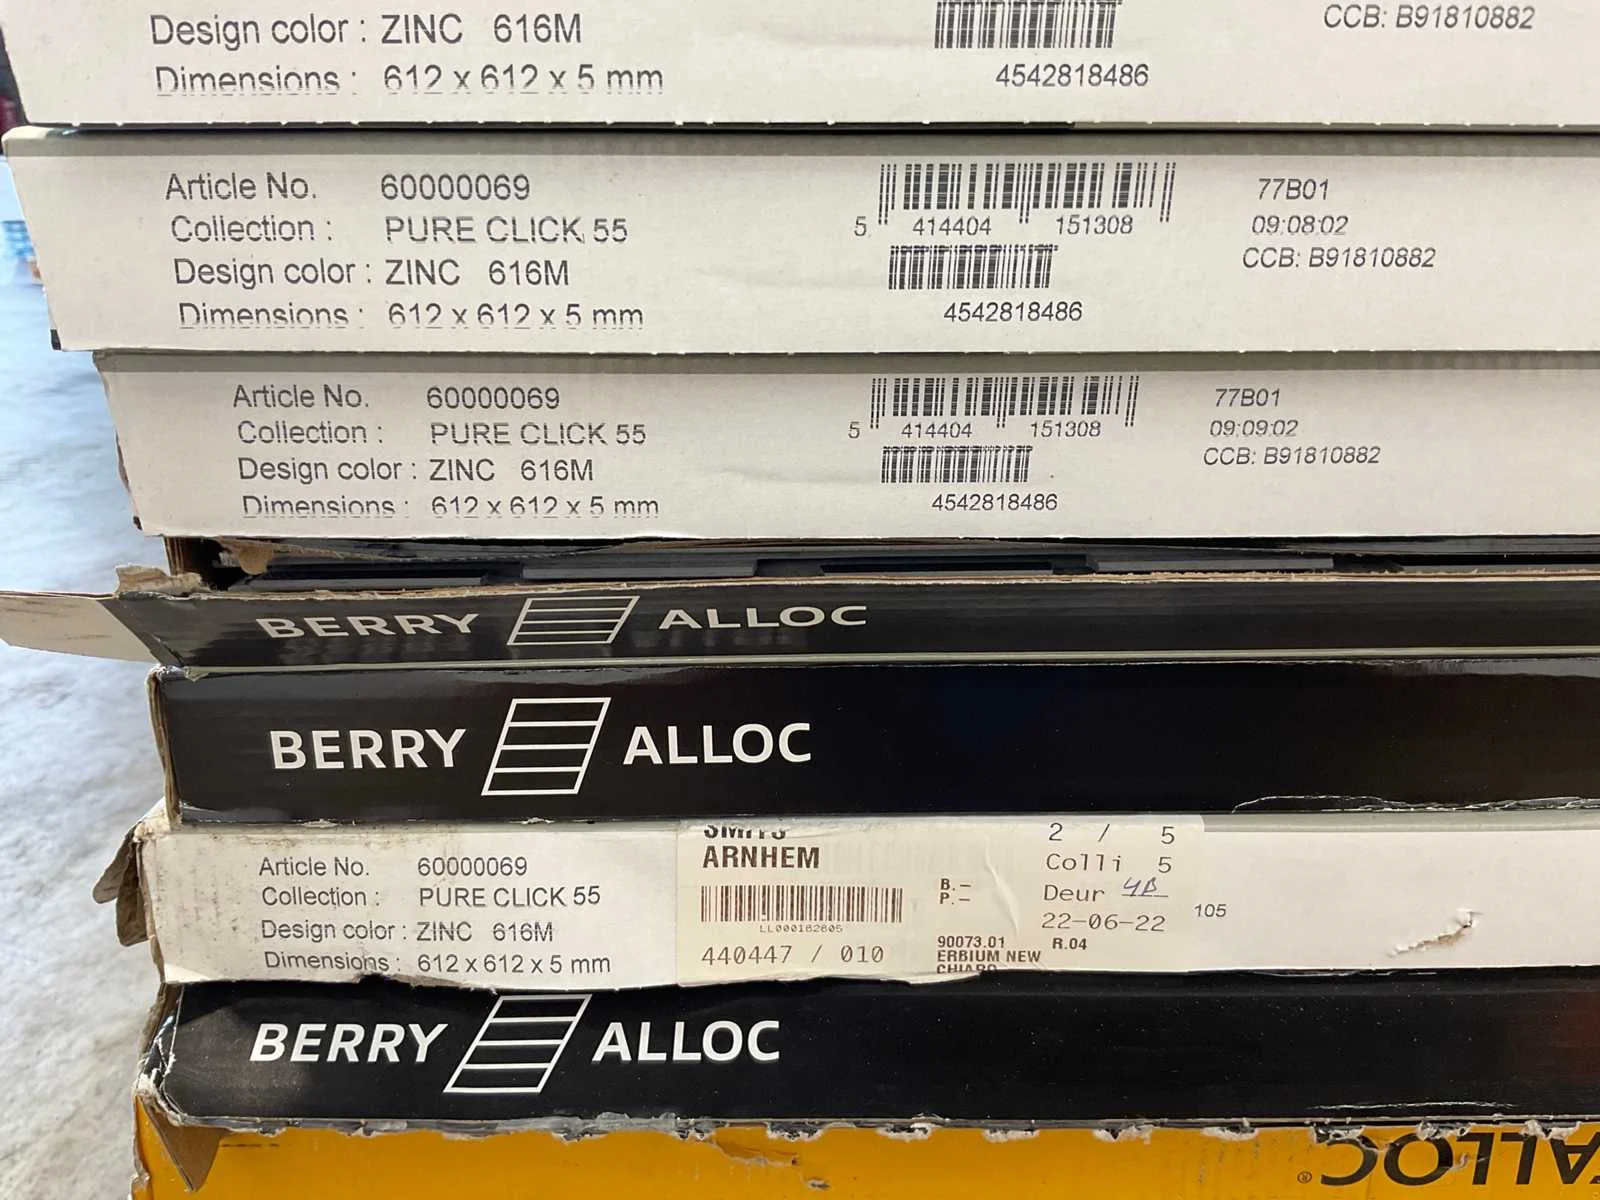 Design color : ZINC 616M
Dimensions : 612 x 612 x 5 mm
4542818486
CCB: B91810882
Article No. 60000069
Collection : PURE CLICK 55
Design color : ZINC 616M
Dimensions : 612 x 612 x 5 mm
5 414404 151308
4542818486
77B01
09:08:02
CCB: B91810882
Article No. 60000069
Collection : PURE CLICK 55
Design color : ZINC 616M
Dimensions : 612 x 612 x 5 mm
5 414404 151308
4542818486
77B01
09:09:02
CCB: B91810882
BERRY ALLOC
BERRY ALLOC
Article No. 60000069
Collection : PURE CLICK 55
Design color : ZINC 616M
Dimensions : 612 x 612 x 5 mm
SMITS
ARNHEM
LL000182605
440447 / 010
B.-
P.-
90073.01
ERBIUM NEW
CHIARO
2 / 5
Colli 5
Deur 4B
22-06-22
R.04
105
BERRY ALLOC
ALLOC®